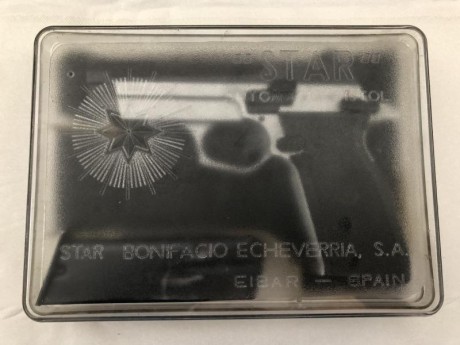 "STAR"
STAR BONIFACIO ECHEVERRIA, S.A.
EIBAR — SPAIN